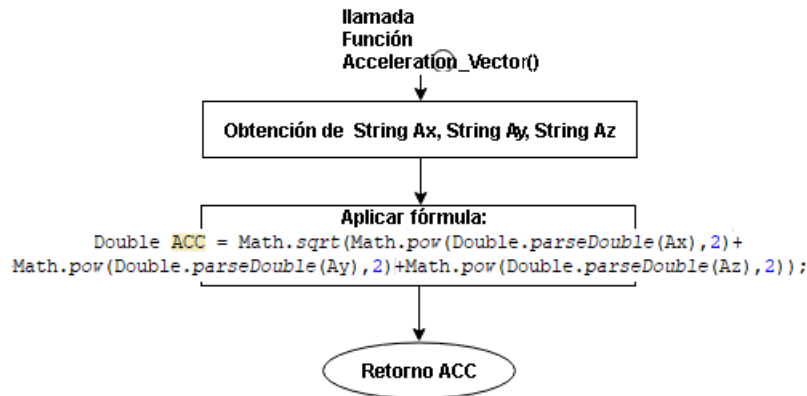 llamada
Función
Acceleration_Vector()
Obtención de String Ax, String Ay, String Az
Aplicar fórmula:
Double ACC = Math.sqrt(Math.pow(Double.parseDouble(Ax),2)+
Math.pow(Double.parseDouble(Ay),2)+Math.pow(Double.parseDouble(Az),2));
Retorno ACC